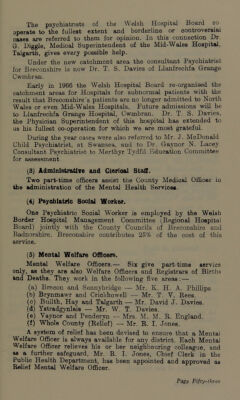 The psychiatrists of the Welsh Hospital Board co-
operate to the fullest extent and borderline or controversial
cases are referred to them for opinion. In this connection Dr.
G. Diggle, Medical Superintendent of the Mid-Wales Hospital,
Talgarth, gives every possible help.
Under the new catchment area the consultant Psychiatrist
for Breconshire is now Dr. T. S. Davies of Llanfrechfa Grange
Cwmbran.
Early in 1966 the Welsh Hospital Board re-organised the
catchment areas for Hospitals for subnormal patients with the
result that Breconshire's patients are no longer admitted to North
Wales or even Mid-Wales Hospitals. Future admissions will be
to Llanfrechfa Grange Hospital, Cwmbran. Dr. T. S. Davies,
the Physician Superintendent of this hospital has extended to
us his fullest co-operation for which we are most grateful.
During the year cases were also referred to Mr. J. McDonald
Child Psychiatrist, at Swansea, and to Dr. Gaynor N. Lacey
Consultant Psychiatrist to Merthyr Tydfil Education Committee
for assessment
(3) Administrative and Clerical Staff.
Two part-time officers assist the County Medical Officer in
the administration of the Mental Health Services.
(4) Psychiatric Social Worker.
One Psychiatric Social Worker is employed by the Welsh
Border Hospital Management Committee (Regional Hospital
Board) jointly with the County Councils of Breconshire and
Radnorshire. Breconshire contributes 25% of the cost of this
service.
(5) Mental Welfare Officers.
Mental Welfare Officers.— Six give part-time service
only, as they are also Welfare Officers and Registrars of Births
and Deaths. They work in the following five areas :—
(a) Brecon and Sennybridge — Mr. K. H. A. Phillips
(b) Brynmawr and Crickhowell — Mr. T. V. Rees.
(c) Builth, Hay and Talgarth — Mr. David J. Davies.
(d) Ystradgynlais — Mr. W. T. Davies.
(e) Vaynor and Penderyn — Mrs. M. M. R. England.
(f) Whole County (Relief) — Mr. R. I. Jones.
A system of relief has been devised to ensure that a Mental
Welfare Officer is always available for any district. Each Mental
Welfare Officer relieves his or her neighbouring colleague, and
as a further safeguard, Mr. R. I. Jones, Chief Clerk in the
Public Health Department, has been appointed and approved as
Relief Mental Welfare Officer.
Page Fifty-three